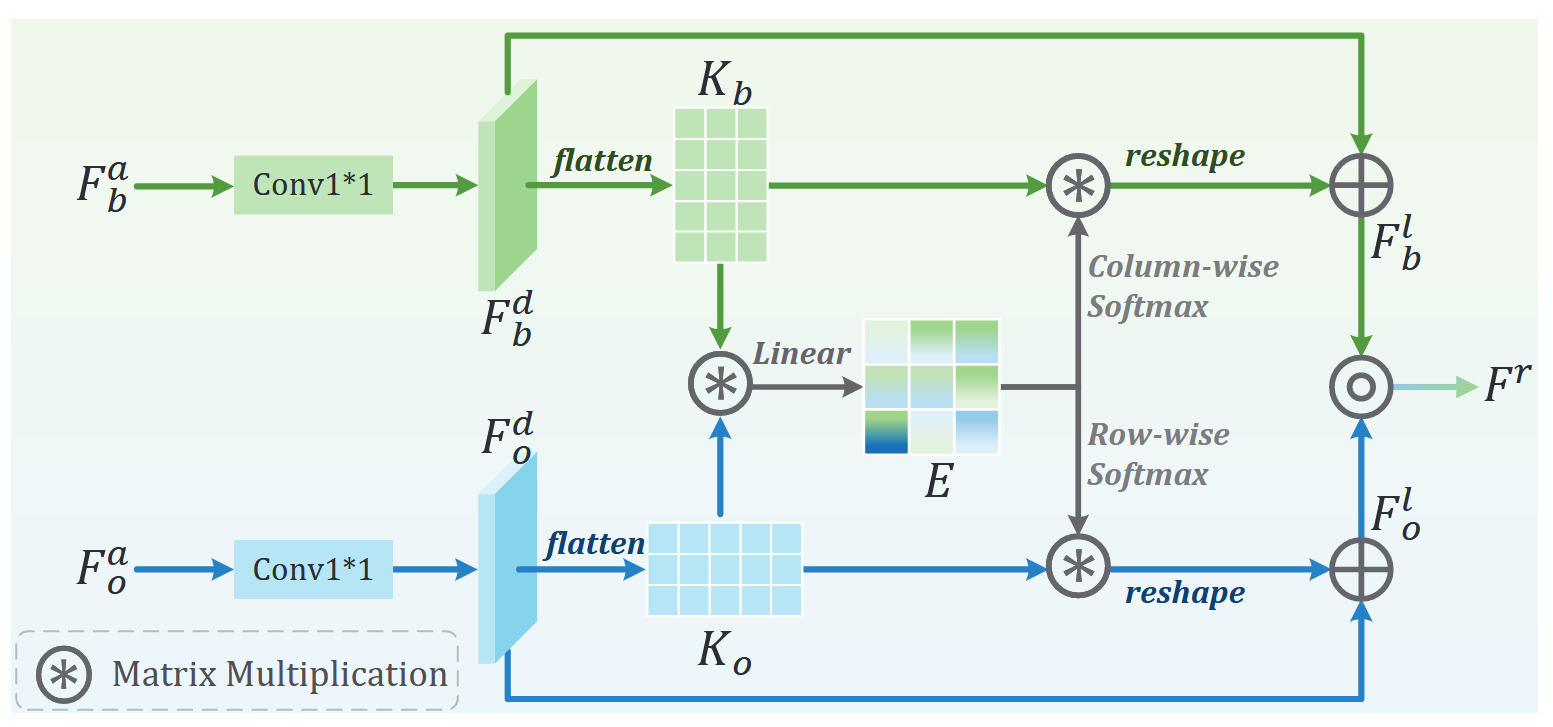 K_b
F_b^a
Conv1*1
flatten
reshape
F_b^d
F_b^l
Column-wise
Softmax
Linear
F^r
E
Row-wise
Softmax
F_o^d
F_o^l
F_o^a
Conv1*1
flatten
reshape
K_o
Matrix Multiplication